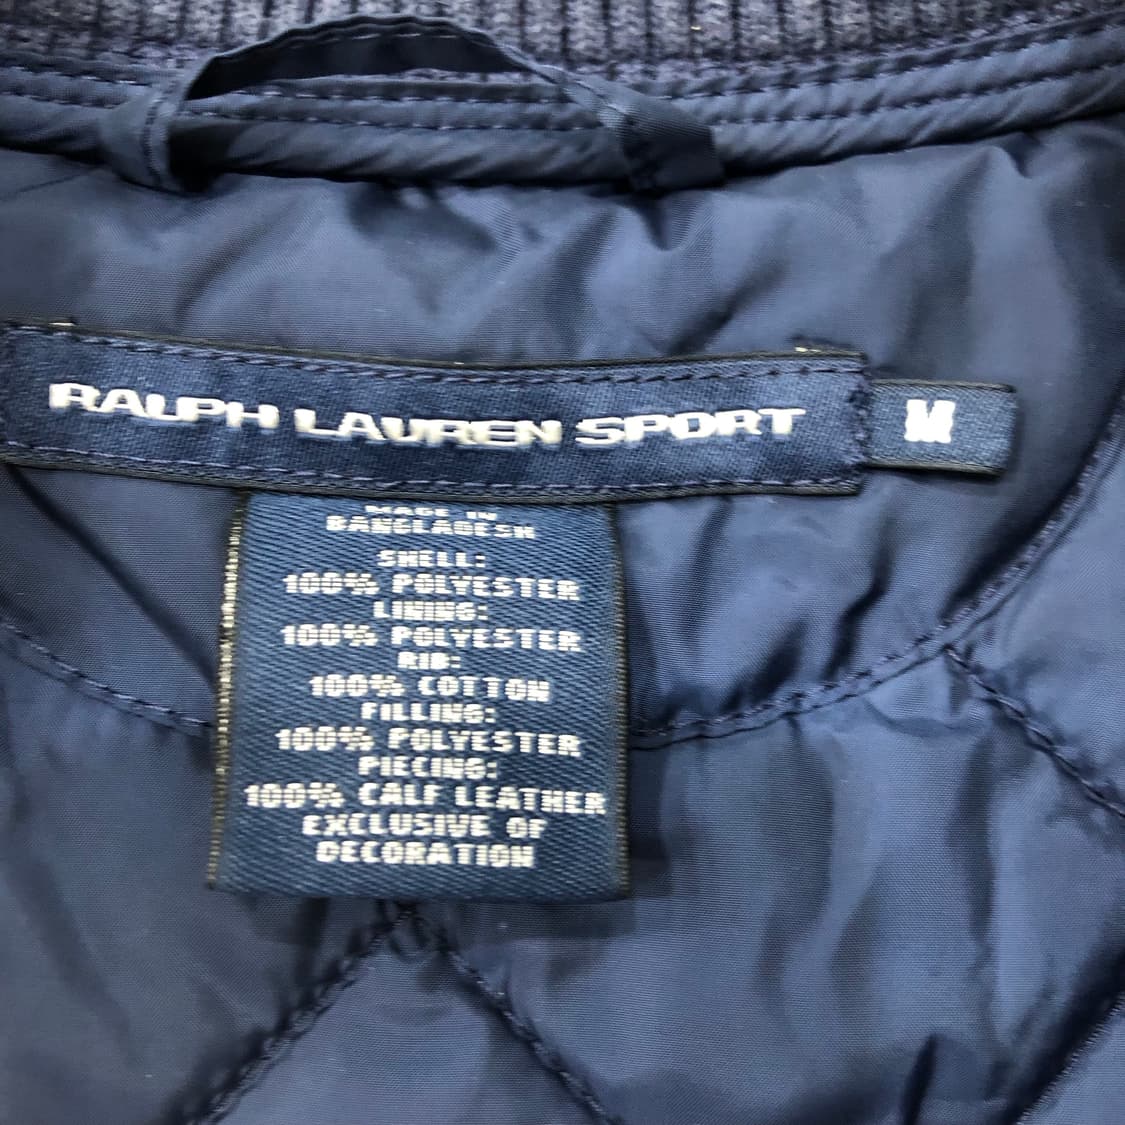 RALPH LAUREN SPORT M
MADE IN
BANGLADESH
SHELL:
100% POLYESTER
LINING:
100% POLYESTER
RIB:
100% COTTON
FILLING:
100% POLYESTER
PIECING:
100% CALF LEATHER
EXCLUSIVE OF
DECORATION